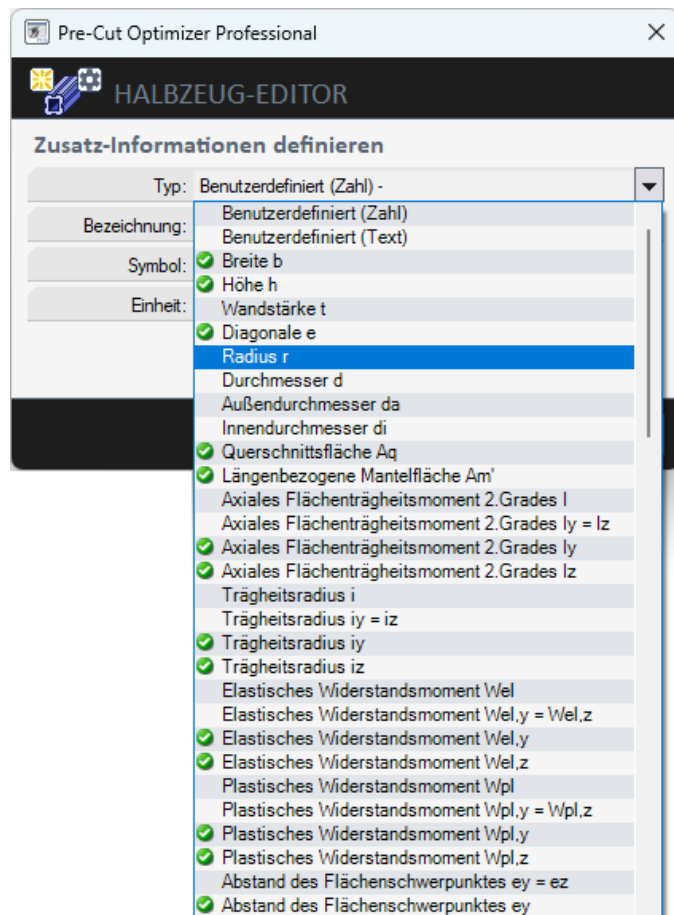 Pre-Cut Optimizer Professional
HALBZEUG-EDITOR
Zusatz-Informationen definieren
Typ: Benutzerdefiniert (Zahl) -
Bezeichnung:
Symbol:
Einheit:
Benutzerdefiniert (Zahl)
Benutzerdefiniert (Text)
Breite b
Höhe h
Wandstärke t
Diagonale e
Radius r
Durchmesser d
Außendurchmesser da
Innendurchmesser di
Querschnittsfläche Aq
Längenbezogene Mantelfläche Am'
Axiales Flächenträgheitsmoment 2.Grades I
Axiales Flächenträgheitsmoment 2.Grades Iy = Iz
Axiales Flächenträgheitsmoment 2.Grades Iy
Axiales Flächenträgheitsmoment 2.Grades Iz
Trägheitsradius i
Trägheitsradius iy = iz
Trägheitsradius iy
Trägheitsradius iz
Elastisches Widerstandsmoment Wel
Elastisches Widerstandsmoment Wel,y = Wel,z
Elastisches Widerstandsmoment Wel,y
Elastisches Widerstandsmoment Wel,z
Plastisches Widerstandsmoment Wpl
Plastisches Widerstandsmoment Wpl,y = Wpl,z
Plastisches Widerstandsmoment Wpl,y
Plastisches Widerstandsmoment Wpl,z
Abstand des Flächenschwerpunktes ey = ez
Abstand des Flächenschwerpunktes ey